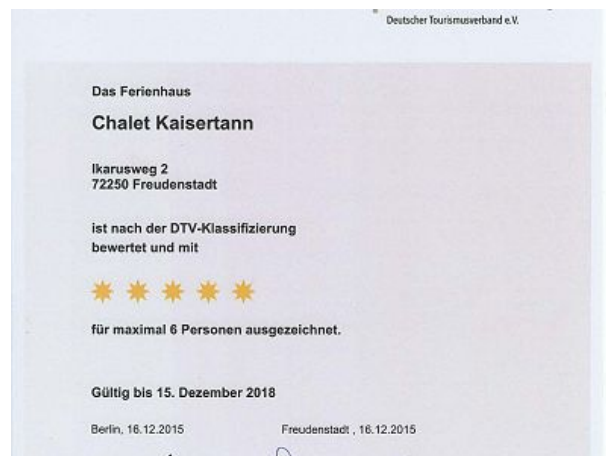 Deutscher Tourismusverband e.V.
Das Ferienhaus
Chalet Kaisertann
Ikarusweg 2
72250 Freudenstadt
ist nach der DTV-Klassifizierung
bewertet und mit
für maximal 6 Personen ausgezeichnet.
Gültig bis 15. Dezember 2018
Berlin, 16.12.2015
Freudenstadt , 16.12.2015